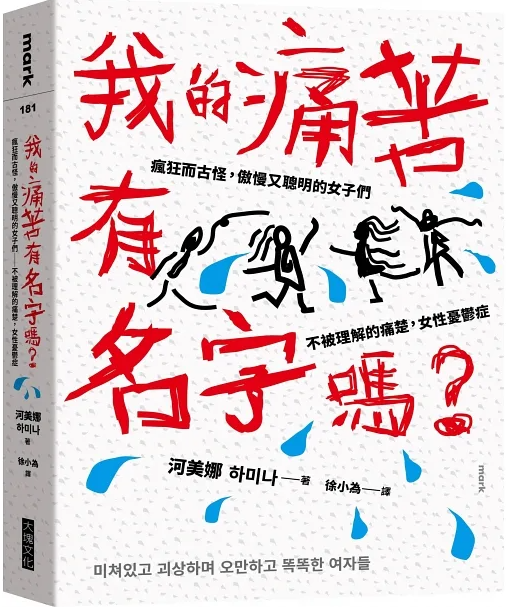 mark
181
我的痛苦有名字嗎？
瘋狂而古怪，傲慢又聰明的女子們——不被理解的痛楚，女性憂鬱症
河美娜
하미나
著
徐小為
譯
大塊文化
我的痛苦
瘋狂而古怪，傲慢又聰明的女子們
有
不被理解的痛楚，女性憂鬱症
名字嗎？
河美娜 하미나——著 徐小為——譯
mark
미쳐있고 괴상하며 오만하고 똑똑한 여자들